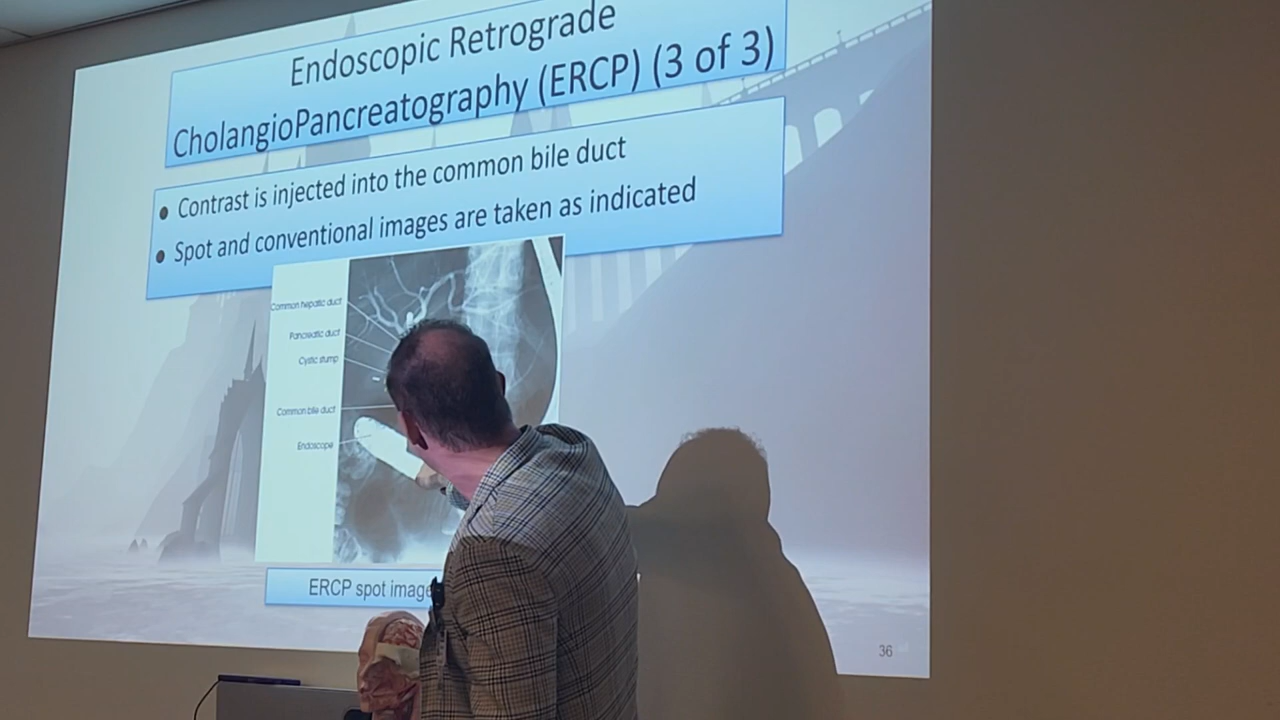 Endoscopic Retrograde
CholangioPancreatography (ERCP) (3 of 3)
Contrast is injected into the common bile duct
Spot and conventional images are taken as indicated
Common hepatic duct
Pancreatic duct
Cystic stump
Common bile duct
Endoscope
ERCP spot image
36